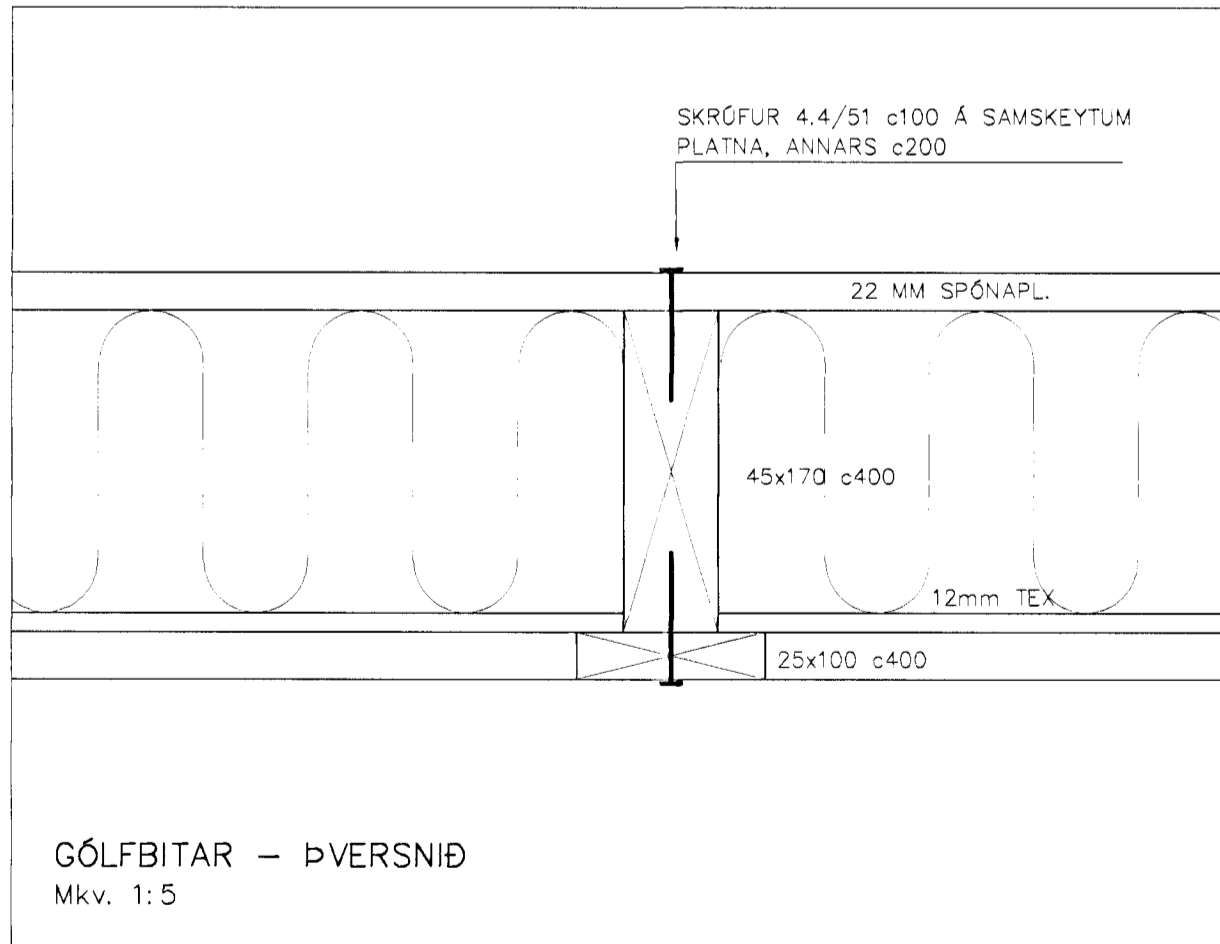 SKRÚFUR 4.4/51 c100 Á SAMSKEYTUM
PLATNA, ANNARS c200
22 MM SPÓNAPL.
45x170 c400
12mm TEX
25x100 c400
GÓLFBITAR – ÞVERSNIÐ
Mkv. 1:5